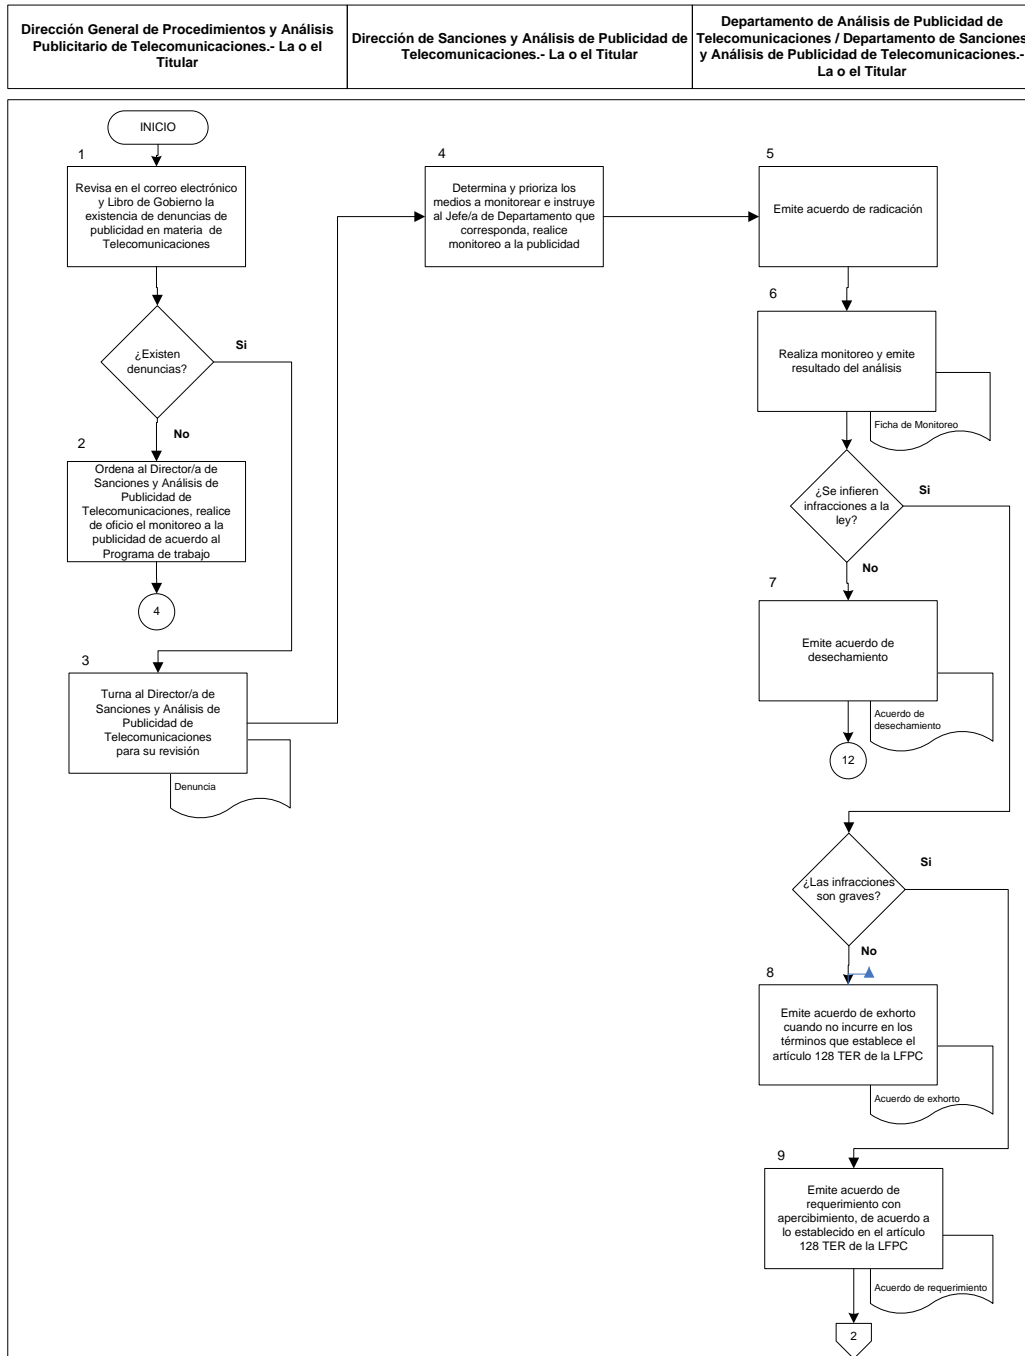 Dirección General de Procedimientos y Análisis
Publicitario de Telecomunicaciones.- La o el
Titular
Dirección de Sanciones y Análisis de Publicidad de
Telecomunicaciones.- La o el Titular
Departamento de Análisis de Publicidad de
Telecomunicaciones / Departamento de Sanciones
y Análisis de Publicidad de Telecomunicaciones.-
La o el Titular
INICIO
1
Revisa en el correo electrónico
y Libro de Gobierno la
existencia de denuncias de
publicidad en materia de
Telecomunicaciones
¿Existen
denuncias?
Si
No
2
Ordena al Director/a de
Sanciones y Análisis de
Publicidad de
Telecomunicaciones, realice
de oficio el monitoreo a la
publicidad de acuerdo al
Programa de trabajo
4
3
Turna al Director/a de
Sanciones y Análisis de
Publicidad de
Telecomunicaciones
para su revisión
Denuncia
4
Determina y prioriza los
medios a monitorear e instruye
al Jefe/a de Departamento que
corresponda, realice
monitoreo a la publicidad
5
Emite acuerdo de radicación
6
Realiza monitoreo y emite
resultado del análisis
Ficha de Monitoreo
¿Se infieren
infracciones a la
ley?
Si
No
7
Emite acuerdo de
desechamiento
Acuerdo de
desechamiento
12
¿Las infracciones
son graves?
Si
No
8
Emite acuerdo de exhorto
cuando no incurre en los
términos que establece el
artículo 128 TER de la LFPC
Acuerdo de exhorto
9
Emite acuerdo de
requerimiento con
apercibimiento, de acuerdo a
lo establecido en el artículo
128 TER de la LFPC
Acuerdo de requerimiento
2